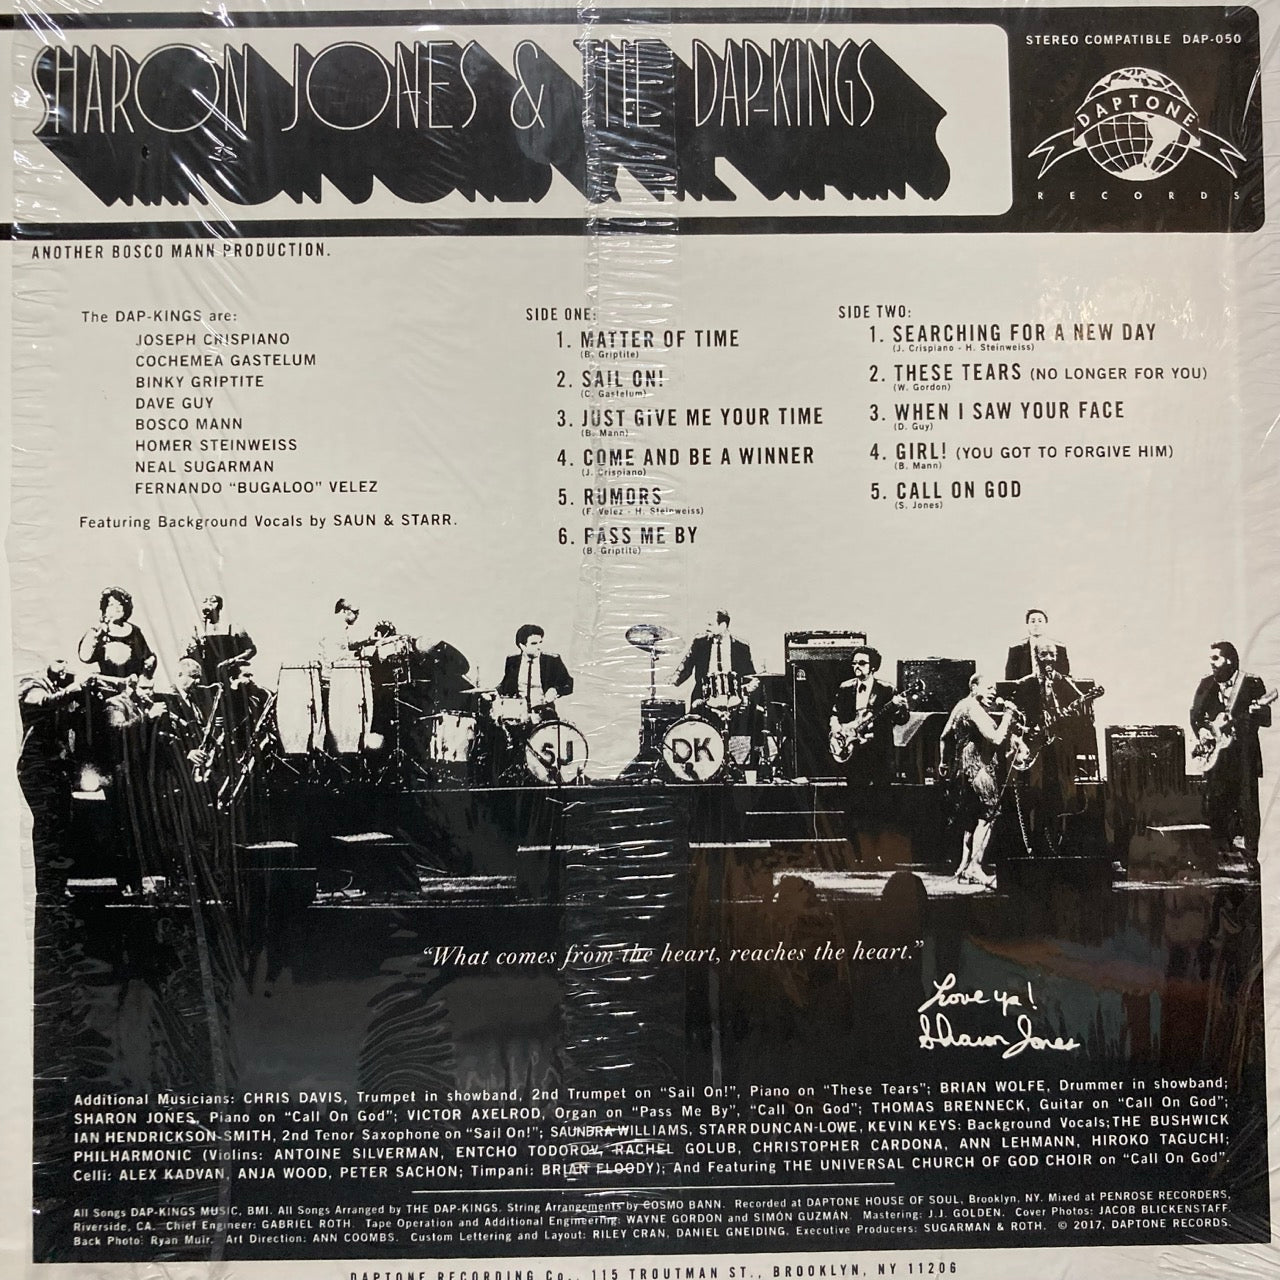 SHARON JONES & THE DAP-KINGS
STEREO COMPATIBLE DAP-050
DAPTONE
RECORDS
ANOTHER BOSCO MANN PRODUCTION.
The DAP-KINGS are:
JOSEPH CRISPIANO
COCHEMEA GASTELUM
BINKY GRIPTITE
DAVE GUY
BOSCO MANN
HOMER STEINWEISS
NEAL SUGARMAN
FERNANDO "BUGALOO" VELEZ
Featuring Background Vocals by SAUN & STARR.
SIDE ONE:
1. MATTER OF TIME
(B. Griptite)
2. SAIL ON!
(C. Gastelum)
3. JUST GIVE ME YOUR TIME
(B. Mann)
4. COME AND BE A WINNER
(J. Crispiano)
5. RUMORS
(F. Velez - H. Steinweiss)
6. PASS ME BY
(B. Griptite)
SIDE TWO:
1. SEARCHING FOR A NEW DAY
(J. Crispiano - H. Steinweiss)
2. THESE TEARS (NO LONGER FOR YOU)
(W. Gordon)
3. WHEN I SAW YOUR FACE
(D. Guy)
4. GIRL! (YOU GOT TO FORGIVE HIM)
(B. Mann)
5. CALL ON GOD
(S. Jones)
SJ
DK
"What comes from the heart, reaches the heart."
Love ya!
Sharon Jones
Additional Musicians: CHRIS DAVIS, Trumpet in showband, 2nd Trumpet on "Sail On!", Piano on "These Tears"; BRIAN WOLFE, Drummer in showband;
SHARON JONES, Piano on "Call On God"; VICTOR AXELROD, Organ on "Pass Me By", "Call On God"; THOMAS BRENNECK, Guitar on "Call On God";
IAN HENDRICKSON-SMITH, 2nd Tenor Saxophone on "Sail On!"; SAUNDRA WILLIAMS, STARR DUNCAN-LOWE, KEVIN KEYS: Background Vocals; THE BUSHWICK
PHILHARMONIC (Violins: ANTOINE SILVERMAN, ENTCHO TODOROV, RACHEL GOLUB, CHRISTOPHER CARDONA, ANN LEHMANN, HIROKO TAGUCHI;
Celli: ALEX KADVAN, ANJA WOOD, PETER SACHON; Timpani: BRIAN FLOODY); And Featuring THE UNIVERSAL CHURCH OF GOD CHOIR on "Call On God".
All Songs DAP-KINGS MUSIC, BMI. All Songs Arranged by THE DAP-KINGS. String Arrangements by COSMO BANN. Recorded at DAPTONE HOUSE OF SOUL, Brooklyn, NY. Mixed at PENROSE RECORDERS,
Riverside, CA. Chief Engineer: GABRIEL ROTH. Tape Operation and Additional Engineering: WAYNE GORDON and SIMÓN GUZMÁN. Mastering: J.J. GOLDEN. Cover Photos: JACOB BLICKENSTAFF.
Back Photo: Ryan Muir. Art Direction: ANN COOMBS. Custom Lettering and Layout: RILEY CRAN, DANIEL GNEIDING. Executive Producers: SUGARMAN & ROTH. © 2017, DAPTONE RECORDS.
DAPTONE RECORDING Co., 115 TROUTMAN ST., BROOKLYN, NY 11206